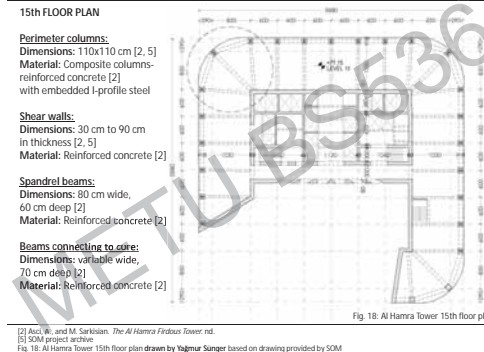 15th FLOOR PLAN
Perimeter columns:
Dimensions: 110x110 cm [2, 5]
Material: Composite columns-
reinforced concrete [2]
with embedded I-profile steel
Shear walls:
Dimensions: 30 cm to 90 cm
in thickness [2, 5]
Material: Reinforced concrete [2]
Spandrel beams:
Dimensions: 80 cm wide,
60 cm deep [2]
Material: Reinforced concrete [2]
Beams connecting to core:
Dimensions: variable wide,
70 cm deep [2]
Material: Reinforced concrete [2]
LEVEL 15
METU BS536
Fig. 18: Al Hamra Tower 15th floor pl
[2] Asci, A, and M. Sarkisian. The Al Hamra Firdous Tower. nd.
[5] SOM project archive
Fig. 18: Al Hamra Tower 15th floor plan drawn by Yağmur Sünger based on drawing provided by SOM